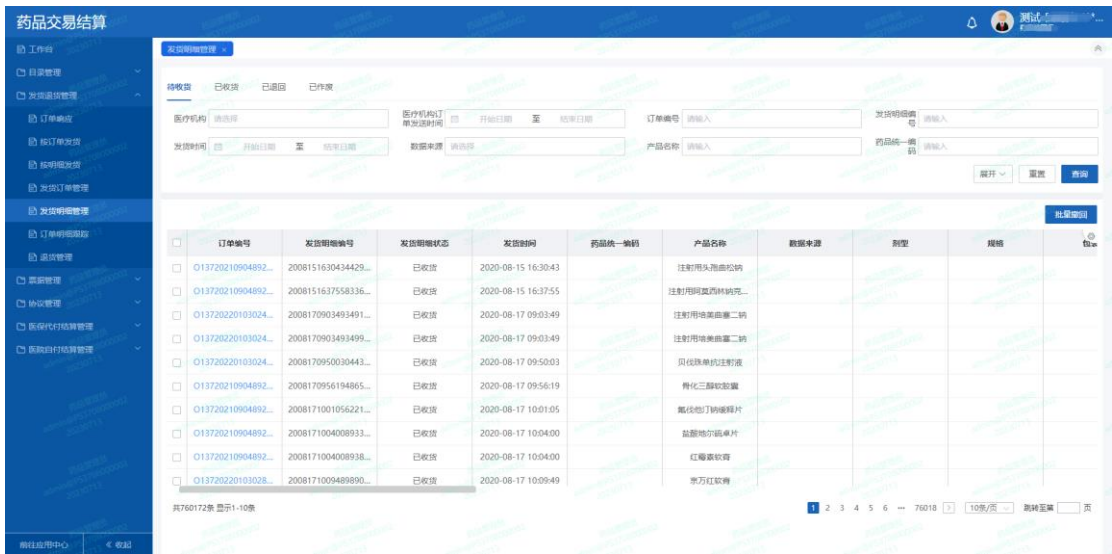 药品交易结算
测试
工作台
目录管理
发货退货管理
订单响应
按订单发货
按明细发货
发货订单管理
发货明细管理
订单明细跟踪
退货管理
票据管理
协议管理
医保代付结算管理
医院自付结算管理
前往应用中心 收起
发货明细管理 ×
待收货 已收货 已退回 已作废
医疗机构 请选择 医疗机构订单发送时间 开始日期 至 结束日期 订单编号 请输入 发货明细编号 请输入
发货时间 开始日期 至 结束日期 数据来源 请选择 产品名称 请输入 药品统一编码 请输入
展开 重置 查询
批量撤回
订单编号 发货明细编号 发货明细状态 发货时间 药品统一编码 产品名称 数据来源 剂型 规格
O13720210904892... 2008151630434429... 已收货 2020-08-15 16:30:43 注射用头孢曲松钠
O13720210904892... 2008151637558336... 已收货 2020-08-15 16:37:55 注射用阿莫西林钠克...
O13720220103024... 2008170903493491... 已收货 2020-08-17 09:03:49 注射用培美曲塞二钠
O13720220103024... 2008170903493499... 已收货 2020-08-17 09:03:49 注射用培美曲塞二钠
O13720220103024... 2008170950030443... 已收货 2020-08-17 09:50:03 贝伐珠单抗注射液
O13720210904892... 2008170956194865... 已收货 2020-08-17 09:56:19 骨化三醇软胶囊
O13720210904892... 2008171001056221... 已收货 2020-08-17 10:01:05 氟伐他汀钠缓释片
O13720210904892... 2008171004008933... 已收货 2020-08-17 10:04:00 盐酸地尔硫䓬片
O13720210904892... 2008171004008938... 已收货 2020-08-17 10:04:00 红霉素软膏
O13720220103028... 2008171009489890... 已收货 2020-08-17 10:09:49 京万红软膏
共760172条 显示1-10条 1 2 3 4 5 6 ··· 76018 > 10条/页 跳转至第 页